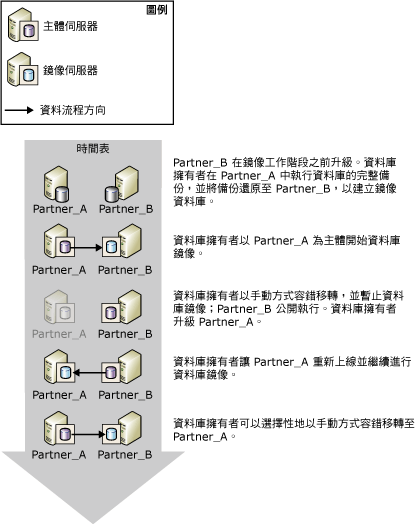 圖例
主體伺服器
鏡像伺服器
資料流程方向
時間表
Partner_A Partner_B
Partner_B 在鏡像工作階段之前升級。資料庫
擁有者在 Partner_A 中執行資料庫的完整備
份，並將備份還原至 Partner_B，以建立鏡像
資料庫。
Partner_A Partner_B
資料庫擁有者以 Partner_A 為主體開始資料庫
鏡像。
Partner_A Partner_B
資料庫擁有者以手動方式容錯移轉，並暫止資料
庫鏡像；Partner_B 公開執行。資料庫擁有者
升級 Partner_A。
Partner_A Partner_B
資料庫擁有者讓 Partner_A 重新上線並繼續進行
資料庫鏡像。
Partner_A Partner_B
資料庫擁有者可以選擇性地以手動方式容錯移轉至
Partner_A。